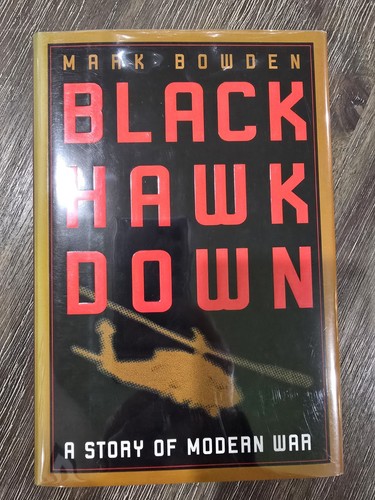 MARK BOWDEN
BLACK
HAWK
DOWN
A STORY OF MODERN WAR